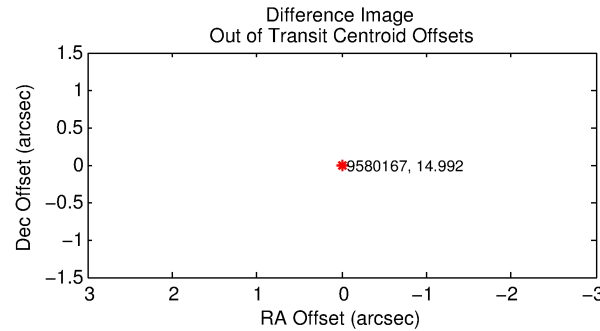 Difference Image
Out of Transit Centroid Offsets
1.5
1
0.5
0
−0.5
−1
−1.5
Dec Offset (arcsec)
9580167, 14.992
3 2 1 0 −1 −2 −3
RA Offset (arcsec)